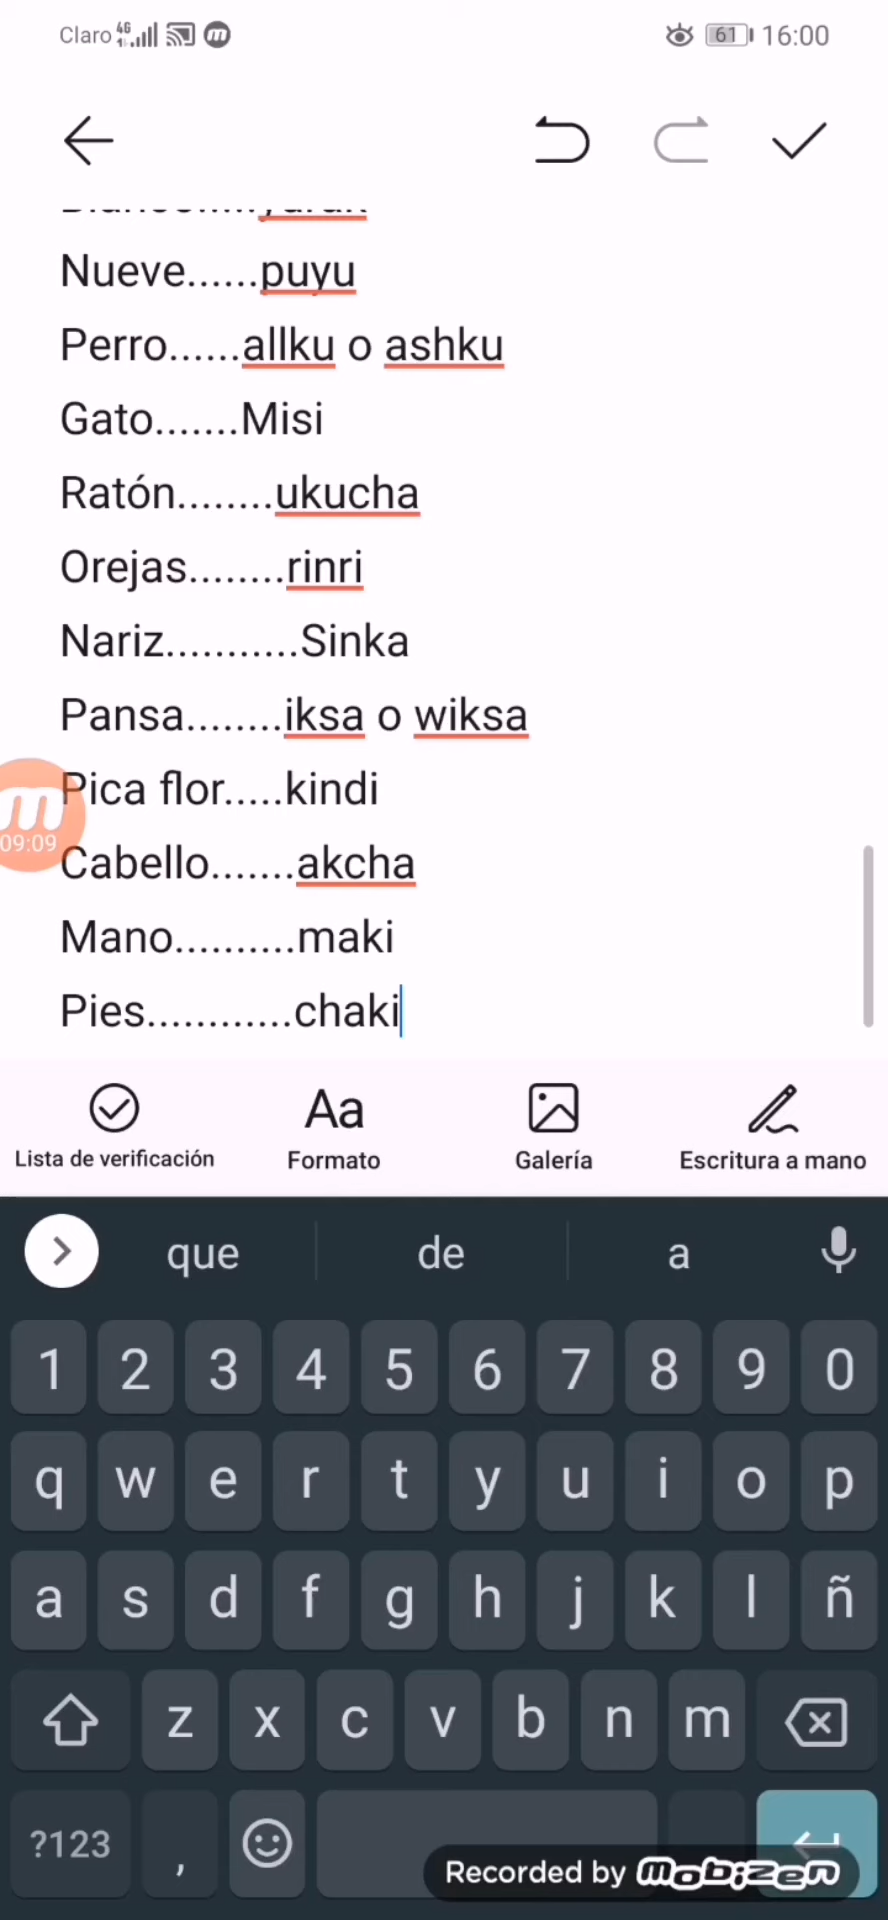 Claro 4G 61 16:00
Nueve......puyu
Perro......allku o ashku
Gato.......Misi
Ratón........ukucha
Orejas........rinri
Nariz...........Sinka
Pansa........iksa o wiksa
Pica flor.....kindi
09:09
Cabello.......akcha
Mano..........maki
Pies............chaki
Lista de verificación Aa Formato Galería Escritura a mano
que de a
1 2 3 4 5 6 7 8 9 0
q w e r t y u i o p
a s d f g h j k l ñ
z x c v b n m
?123 ,
Recorded by mobizen